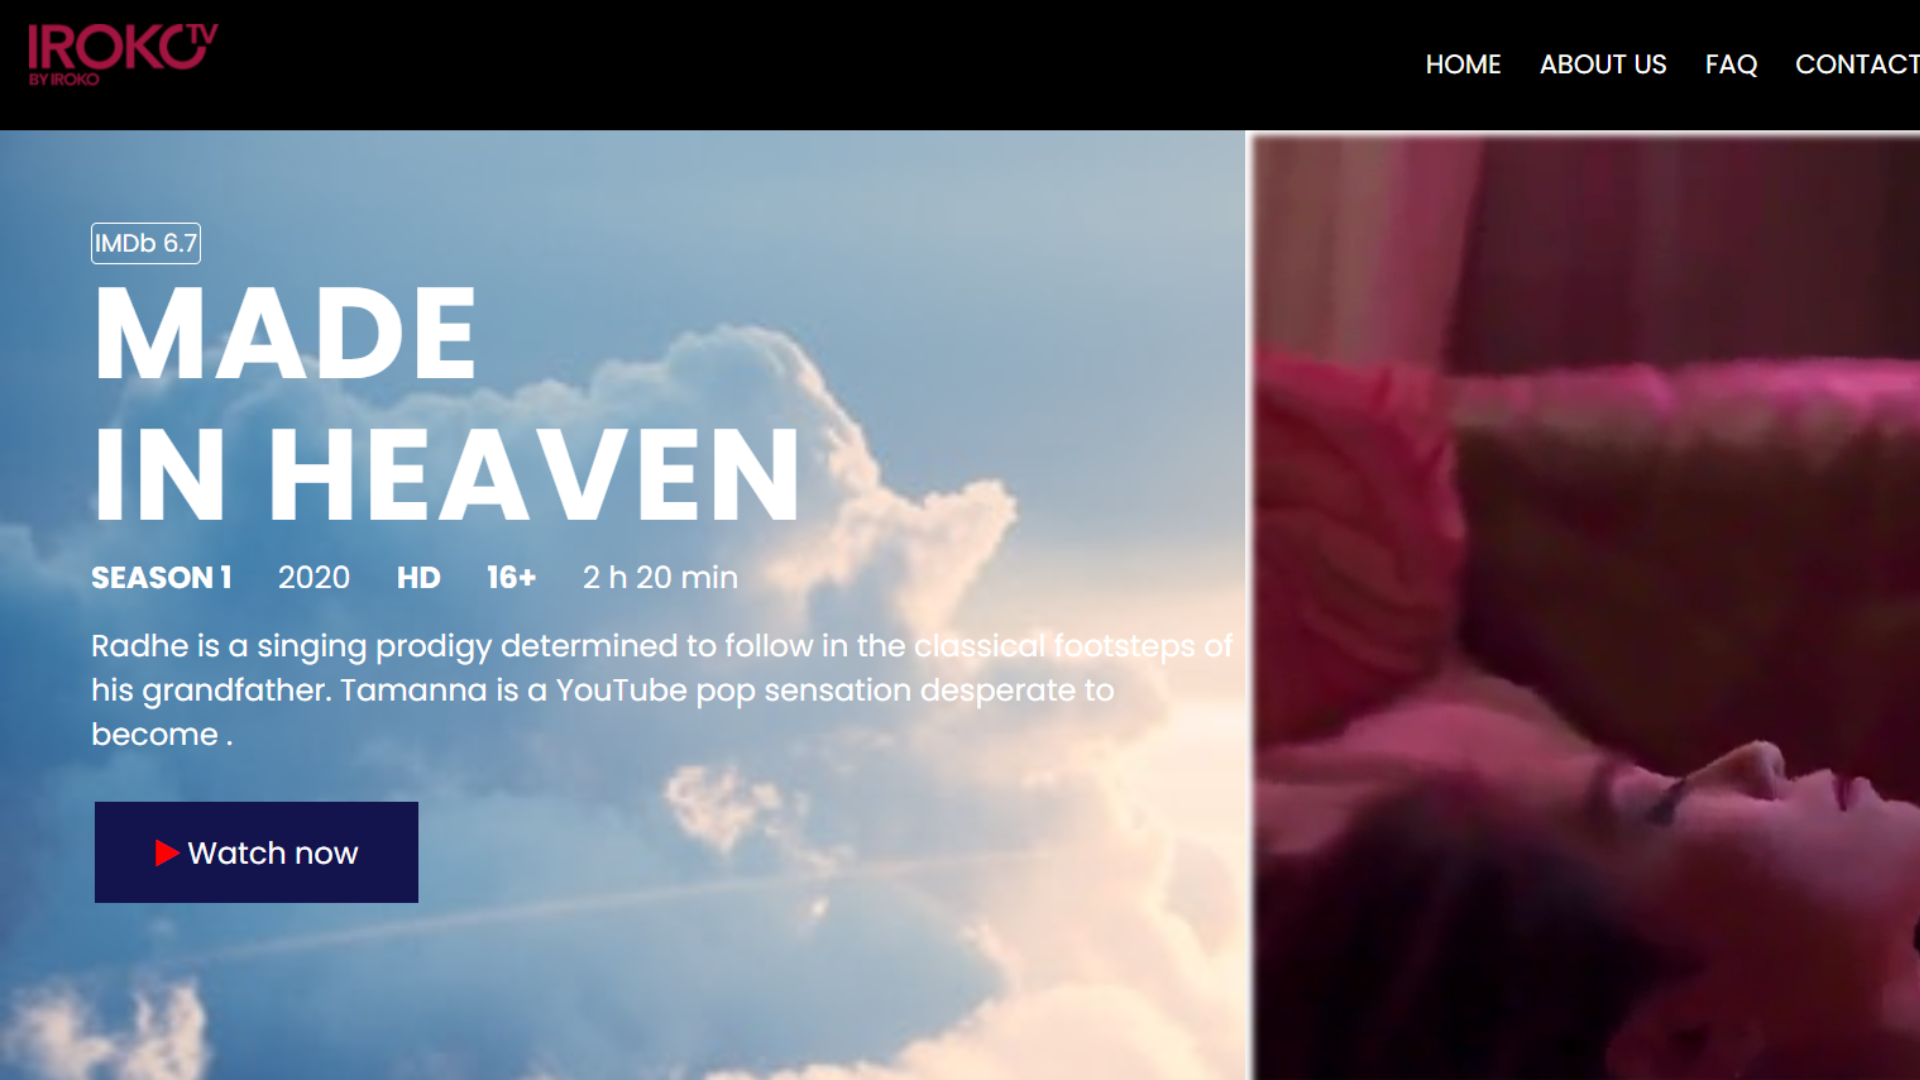 IROKOTV
BY IROKO
HOME ABOUT US FAQ CONTACT
IMDb 6.7
MADE
IN HEAVEN
SEASON 1 2020 HD 16+ 2 h 20 min
Radhe is a singing prodigy determined to follow in the classical footsteps of
his grandfather. Tamanna is a YouTube pop sensation desperate to
become .
Watch now